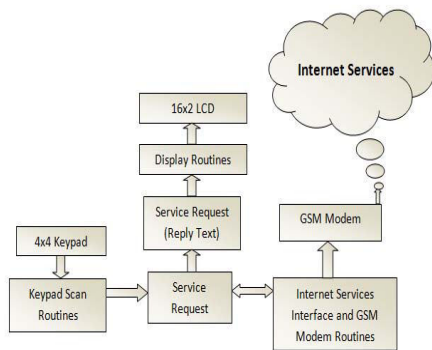 Internet Services
16x2 LCD
Display Routines
Service Request
(Reply Text)
GSM Modem
4x4 Keypad
Keypad Scan
Routines
Service
Request
Internet Services
Interface and GSM
Modem Routines